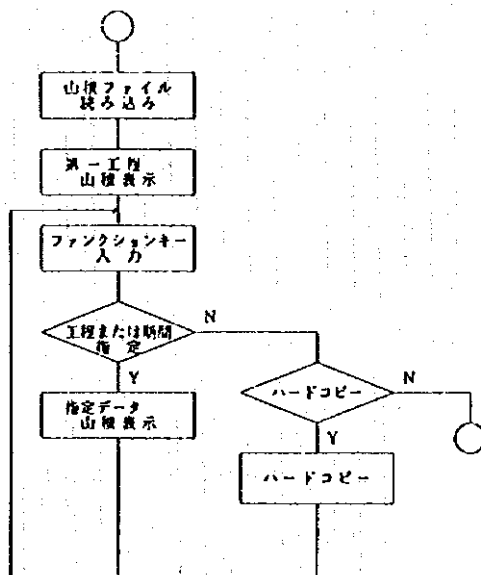 山積ファイル
読み込み
第一工程
山積表示
ファンクションキー
入力
工程または期間
指定
N
Y
指定データ
山積表示
ハードコピー
N
Y
ハードコピー